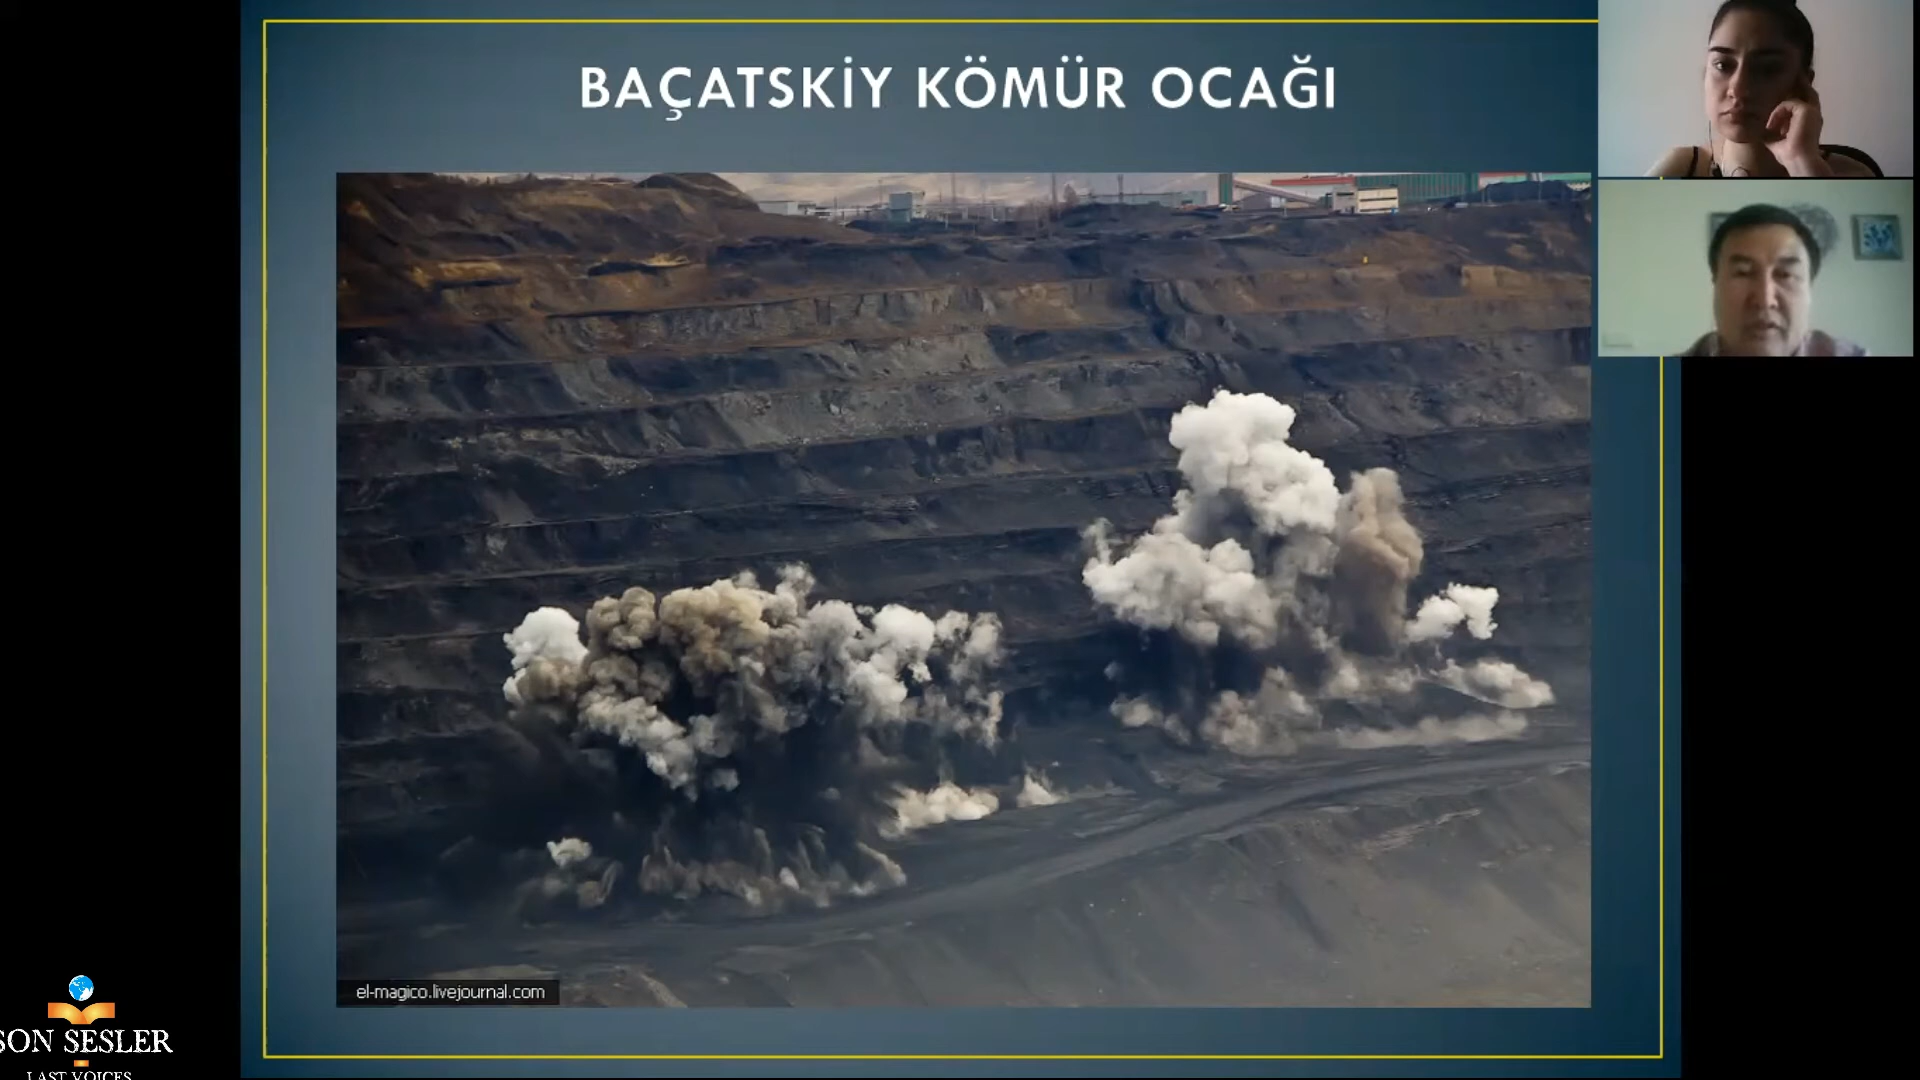 BAÇATSKİY KÖMÜR OCAĞI
el-magico.livejournal.com
SON SESLER
LAST VOICES